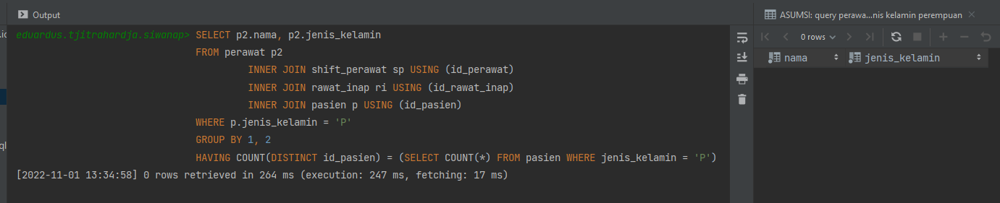 Output
ASUMSI: query perawa...nis kelamin perempuan
eduardus.tjitrahardja.siwanap> SELECT p2.nama, p2.jenis_kelamin
FROM perawat p2
INNER JOIN shift_perawat sp USING (id_perawat)
INNER JOIN rawat_inap ri USING (id_rawat_inap)
INNER JOIN pasien p USING (id_pasien)
WHERE p.jenis_kelamin = 'P'
GROUP BY 1, 2
HAVING COUNT(DISTINCT id_pasien) = (SELECT COUNT(*) FROM pasien WHERE jenis_kelamin = 'P')
[2022-11-01 13:34:58] 0 rows retrieved in 264 ms (execution: 247 ms, fetching: 17 ms)
0 rows
nama
jenis_kelamin